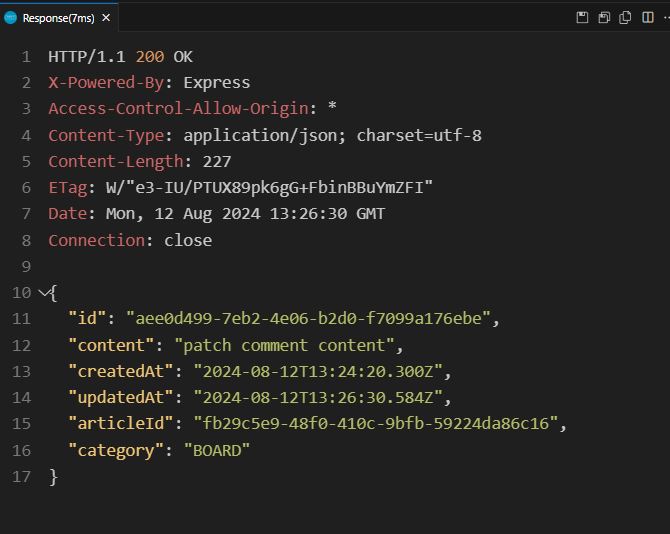 Response(7ms)
1 HTTP/1.1 200 OK
2 X-Powered-By: Express
3 Access-Control-Allow-Origin: *
4 Content-Type: application/json; charset=utf-8
5 Content-Length: 227
6 ETag: W/"e3-IU/PTUX89pk6gG+FbinBBuYmZFI"
7 Date: Mon, 12 Aug 2024 13:26:30 GMT
8 Connection: close
9
10 {
11 "id": "aee0d499-7eb2-4e06-b2d0-f7099a176ebe",
12 "content": "patch comment content",
13 "createdAt": "2024-08-12T13:24:20.300Z",
14 "updatedAt": "2024-08-12T13:26:30.584Z",
15 "articleId": "fb29c5e9-48f0-410c-9bfb-59224da86c16",
16 "category": "BOARD"
17 }